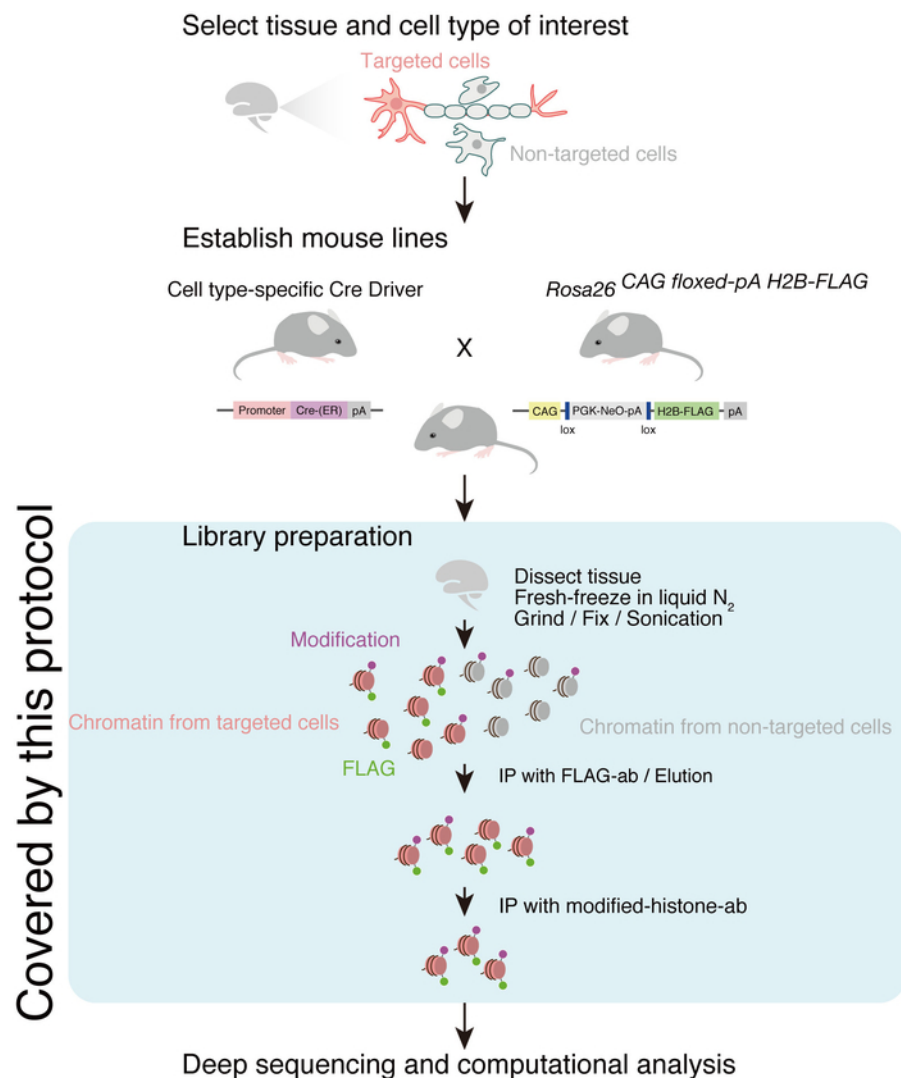 Select tissue and cell type of interest
Targeted cells
Non-targeted cells
Establish mouse lines
Cell type-specific Cre Driver
Rosa26 CAG floxed-pA H2B-FLAG
X
Promoter Cre-(ER) pA
CAG PGK-NeO-pA H2B-FLAG pA
lox lox
Covered by this protocol
Library preparation
Dissect tissue
Fresh-freeze in liquid N2
Grind / Fix / Sonication
Modification
Chromatin from targeted cells
Chromatin from non-targeted cells
FLAG
IP with FLAG-ab / Elution
IP with modified-histone-ab
Deep sequencing and computational analysis